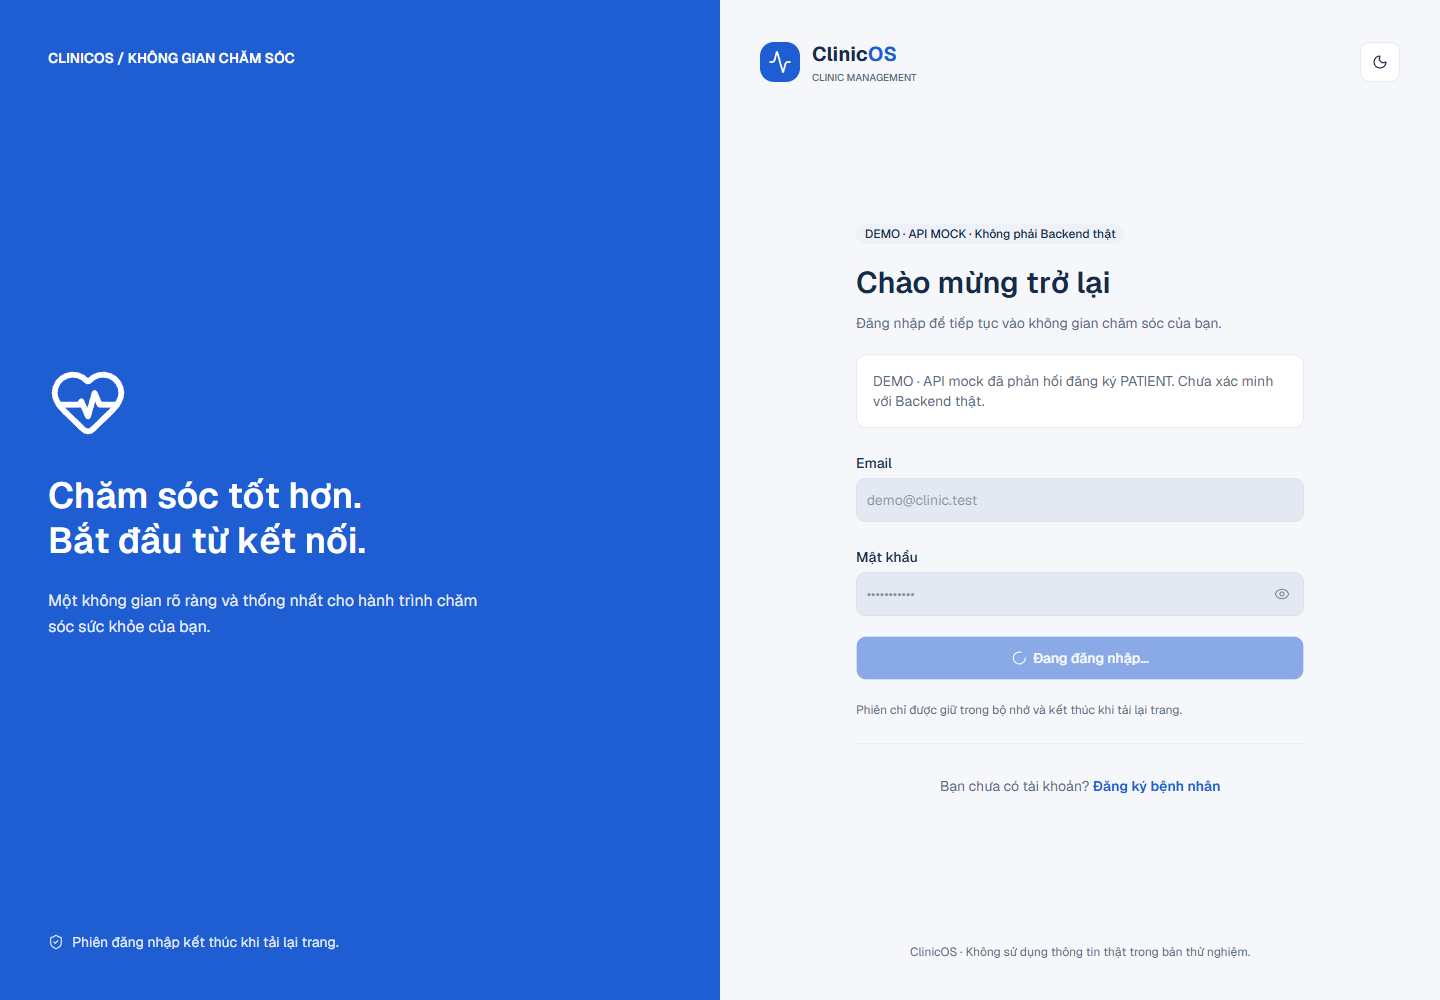 CLINICOS / KHÔNG GIAN CHĂM SÓC
Chăm sóc tốt hơn.
Bắt đầu từ kết nối.
Một không gian rõ ràng và thống nhất cho hành trình chăm
sóc sức khỏe của bạn.
Phiên đăng nhập kết thúc khi tải lại trang.
ClinicOS
CLINIC MANAGEMENT
DEMO · API MOCK · Không phải Backend thật
Chào mừng trở lại
Đăng nhập để tiếp tục vào không gian chăm sóc của bạn.
DEMO · API mock đã phản hồi đăng ký PATIENT. Chưa xác minh
với Backend thật.
Email
demo@clinic.test
Mật khẩu
•••••••••••
Đang đăng nhập...
Phiên chỉ được giữ trong bộ nhớ và kết thúc khi tải lại trang.
Bạn chưa có tài khoản? Đăng ký bệnh nhân
ClinicOS · Không sử dụng thông tin thật trong bản thử nghiệm.